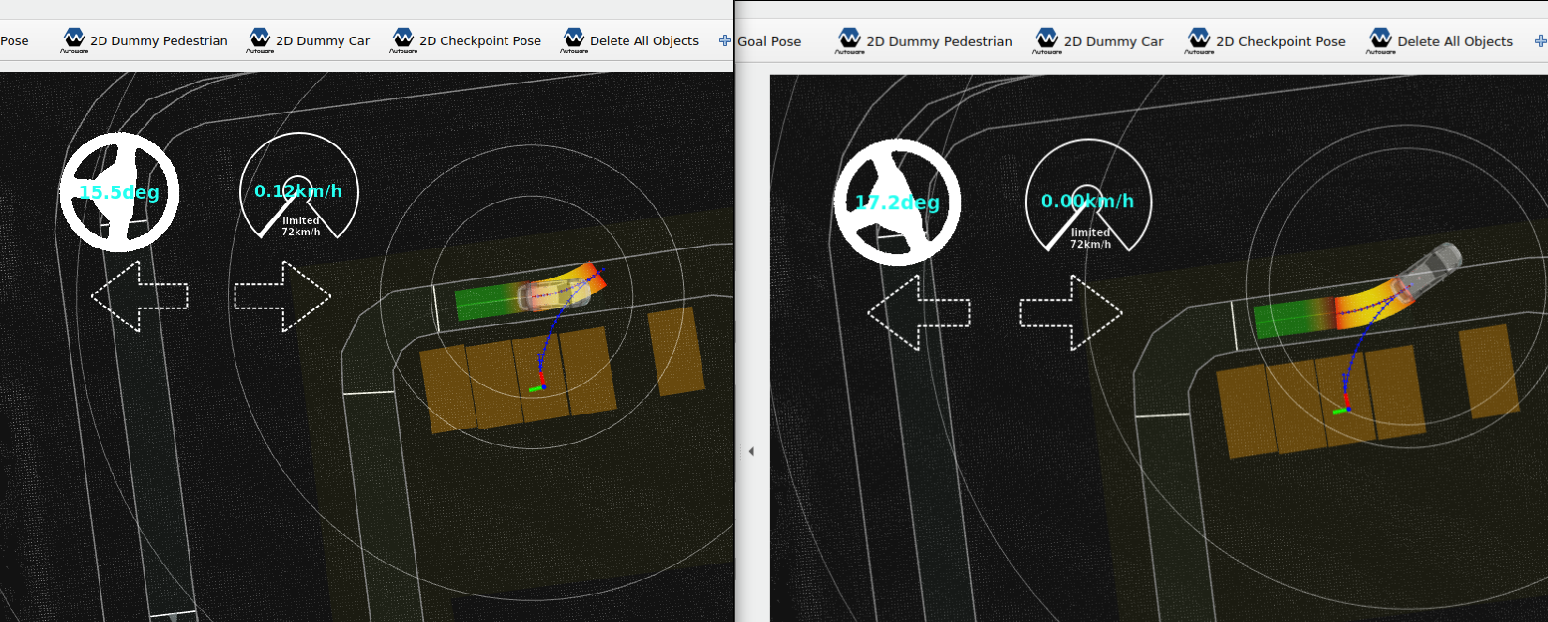 Pose
Autoware
2D Dummy Pedestrian
Autoware
2D Dummy Car
Autoware
2D Checkpoint Pose
Autoware
Delete All Objects
15.5deg
0.12km/h
limited
72km/h
Goal Pose
Autoware
2D Dummy Pedestrian
Autoware
2D Dummy Car
Autoware
2D Checkpoint Pose
Autoware
Delete All Objects
17.2deg
0.00km/h
limited
72km/h